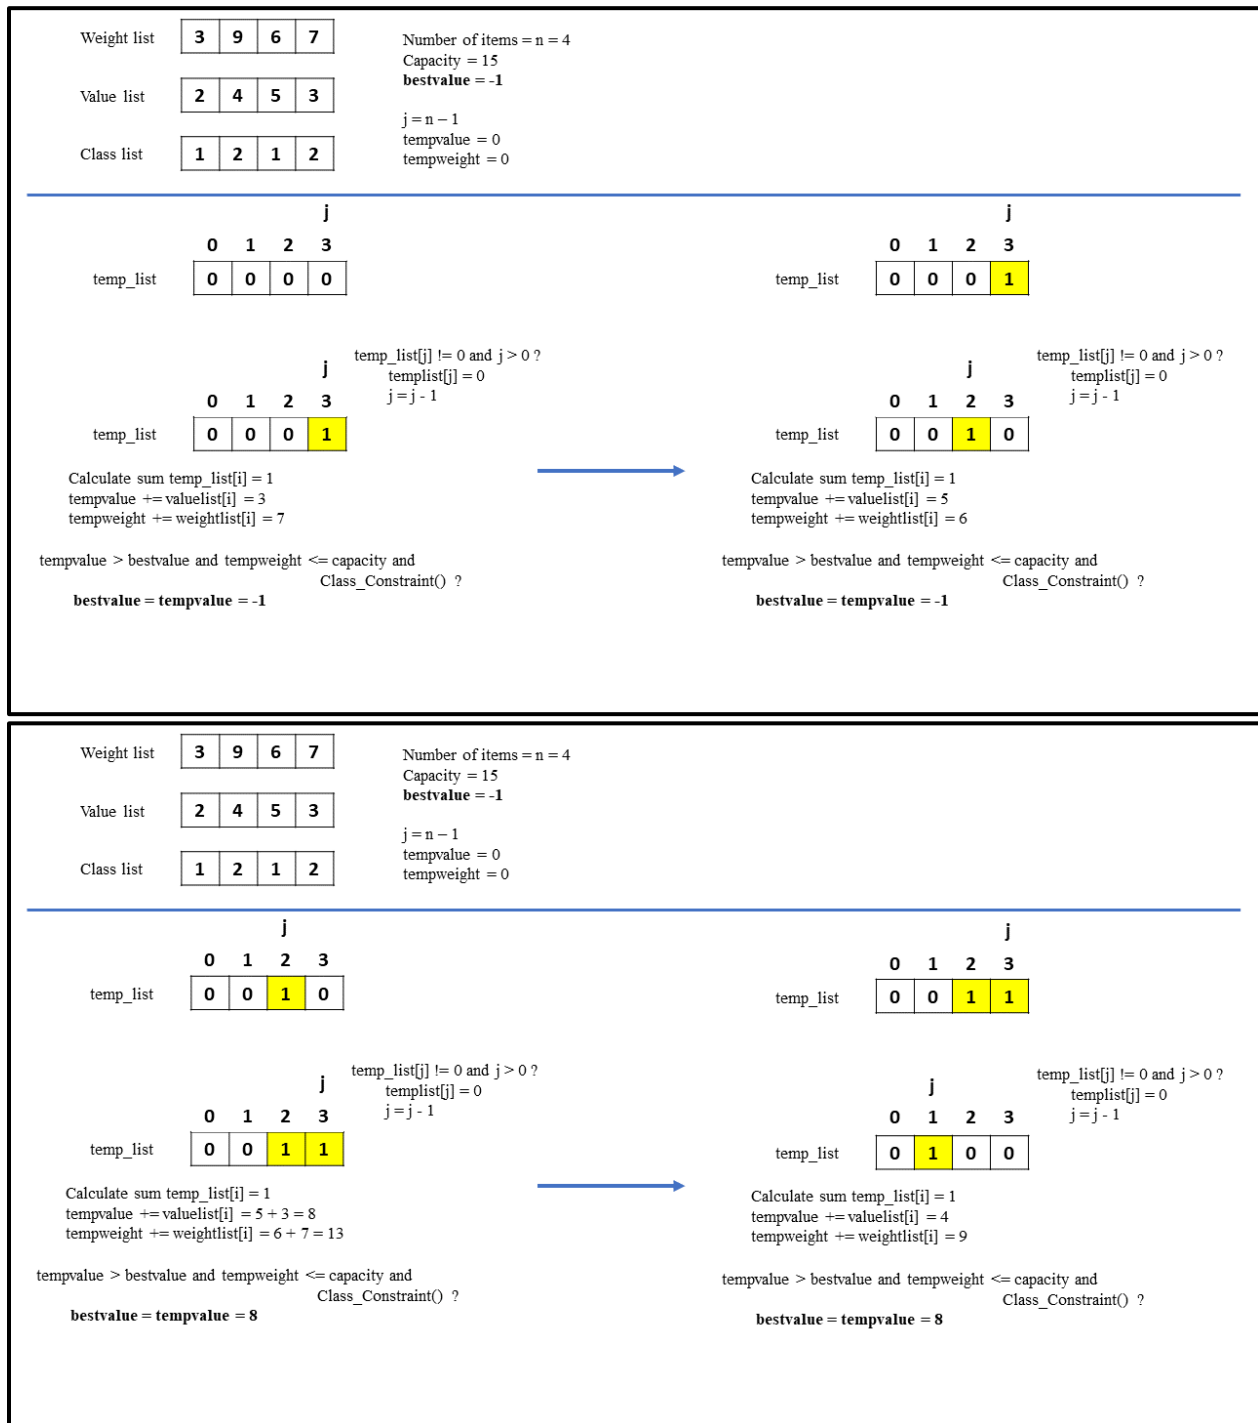 Weight list 3 9 6 7
Number of items = n = 4
Capacity = 15
bestvalue = -1
Value list 2 4 5 3
j = n – 1
tempvalue = 0
tempweight = 0
Class list 1 2 1 2
j
0 1 2 3
temp_list 0 0 0 0
j
temp_list[j] != 0 and j > 0 ?
templist[j] = 0
j = j - 1
0 1 2 3
temp_list 0 0 0 1
Calculate sum temp_list[i] = 1
tempvalue += valuelist[i] = 3
tempweight += weightlist[i] = 7
tempvalue > bestvalue and tempweight <= capacity and
Class_Constraint() ?
bestvalue = tempvalue = -1
j
0 1 2 3
temp_list 0 0 0 1
temp_list[j] != 0 and j > 0 ?
templist[j] = 0
j = j - 1
j
0 1 2 3
temp_list 0 0 1 0
Calculate sum temp_list[i] = 1
tempvalue += valuelist[i] = 5
tempweight += weightlist[i] = 6
tempvalue > bestvalue and tempweight <= capacity and
Class_Constraint() ?
bestvalue = tempvalue = -1
Weight list 3 9 6 7
Number of items = n = 4
Capacity = 15
bestvalue = -1
Value list 2 4 5 3
j = n – 1
tempvalue = 0
tempweight = 0
Class list 1 2 1 2
j
0 1 2 3
temp_list 0 0 1 0
temp_list[j] != 0 and j > 0 ?
templist[j] = 0
j = j - 1
j
0 1 2 3
temp_list 0 0 1 1
Calculate sum temp_list[i] = 1
tempvalue += valuelist[i] = 5 + 3 = 8
tempweight += weightlist[i] = 6 + 7 = 13
tempvalue > bestvalue and tempweight <= capacity and
Class_Constraint() ?
bestvalue = tempvalue = 8
j
0 1 2 3
temp_list 0 0 1 1
temp_list[j] != 0 and j > 0 ?
templist[j] = 0
j = j - 1
j
0 1 2 3
temp_list 0 1 0 0
Calculate sum temp_list[i] = 1
tempvalue += valuelist[i] = 4
tempweight += weightlist[i] = 9
tempvalue > bestvalue and tempweight <= capacity and
Class_Constraint() ?
bestvalue = tempvalue = 8